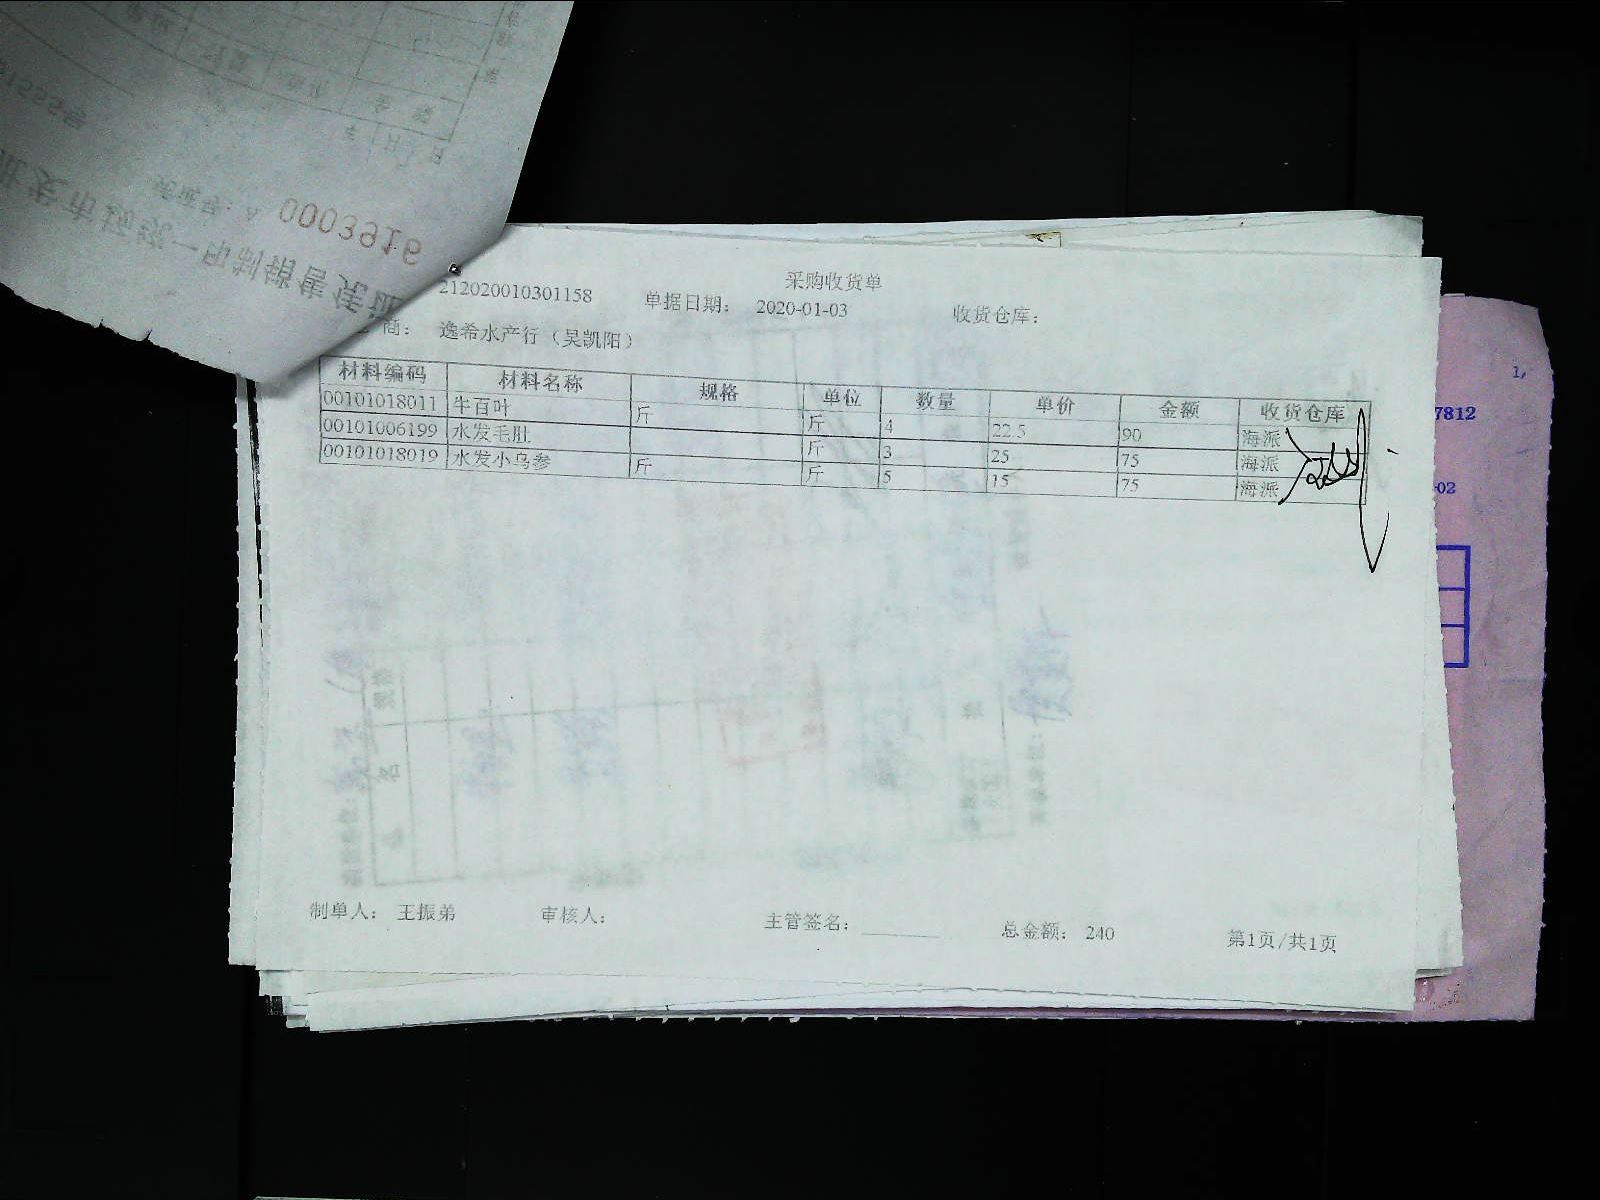 采购收货单
212020010301158 单据日期： 2020-01-03 收货仓库：
商： 逸希水产行（吴凯阳）
材料编码 材料名称 规格 单位 数量 单价 金额 收货仓库
00101018011 牛百叶 斤 斤 4 22.5 90 海派
00101006199 水发毛肚 斤 3 25 75 海派
00101018019 水发小乌参 斤 斤 5 15 75 海派
制单人： 王振弟 审核人： 主管签名： 总金额： 240 第1页/共1页
0003916
1,
7812
-02